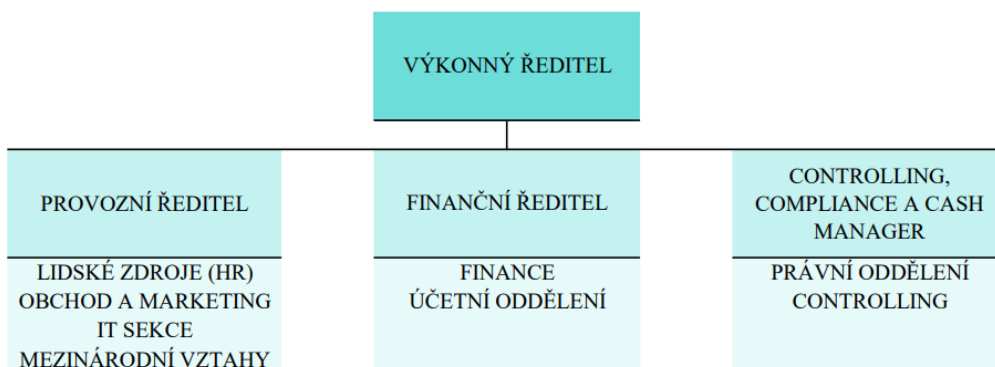 VÝKONNÝ ŘEDITEL
PROVOZNÍ ŘEDITEL
FINANČNÍ ŘEDITEL
CONTROLLING,
COMPLIANCE A CASH
MANAGER
LIDSKÉ ZDROJE (HR)
OBCHOD A MARKETING
IT SEKCE
MEZINÁRODNÍ VZTAHY
FINANCE
ÚČETNÍ ODDĚLENÍ
PRÁVNÍ ODDĚLENÍ
CONTROLLING